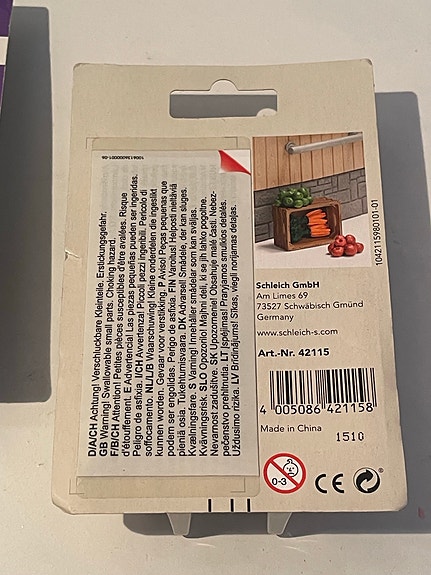 D/A/CH Achtung! Verschluckbare Kleinteile. Erstickungsgefahr.
GB Warning! Swallowable small parts. Choking hazard.
F/B/CH Attention! Petites pièces susceptibles d'être avalées. Risque
d'étouffement. E Advertencia! Las piezas pequeñas pueden ser ingeridas.
Peligro de asfixia. I/CH Avvertenza! Piccoli pezzi ingeribili. Pericolo di
soffocamento. NL/L/B Waarschuwing! Kleine onderdelen die ingeslikt
kunnen worden. Gevaar voor verstikking. P Aviso! Peças pequenas que
podem ser engolidas. Perigo de asfixia. FIN Varoitus! Helposti nieltäviä
pieniä osia. Tukehtumisvaara DK Advarsel! Smådele, der kan sluges.
Kvælningsfare. S Varning! Innehåller smådelar som kan sväljas.
Kvävningsrisk. SLO Opozorilo! Majhni deli, ki se jih lahko pogoltne.
Nevarnost zadušitve. SK Upozornenie! Obsahuje malé časti. Nebez-
pečenstvo prehltnutia. LT Įspėjimas! Praryjamos smulkios detalės.
Uždusimo rizika. LV Brīdinājums! Sīkas, viegli norijamas detaļas.
1042115980101-01
Schleich GmbH
Am Limes 69
73527 Schwäbisch Gmünd
Germany
www.schleich-s.com
Art.-Nr. 42115
4 005086 421158
Made in China
1510
0-3
CE